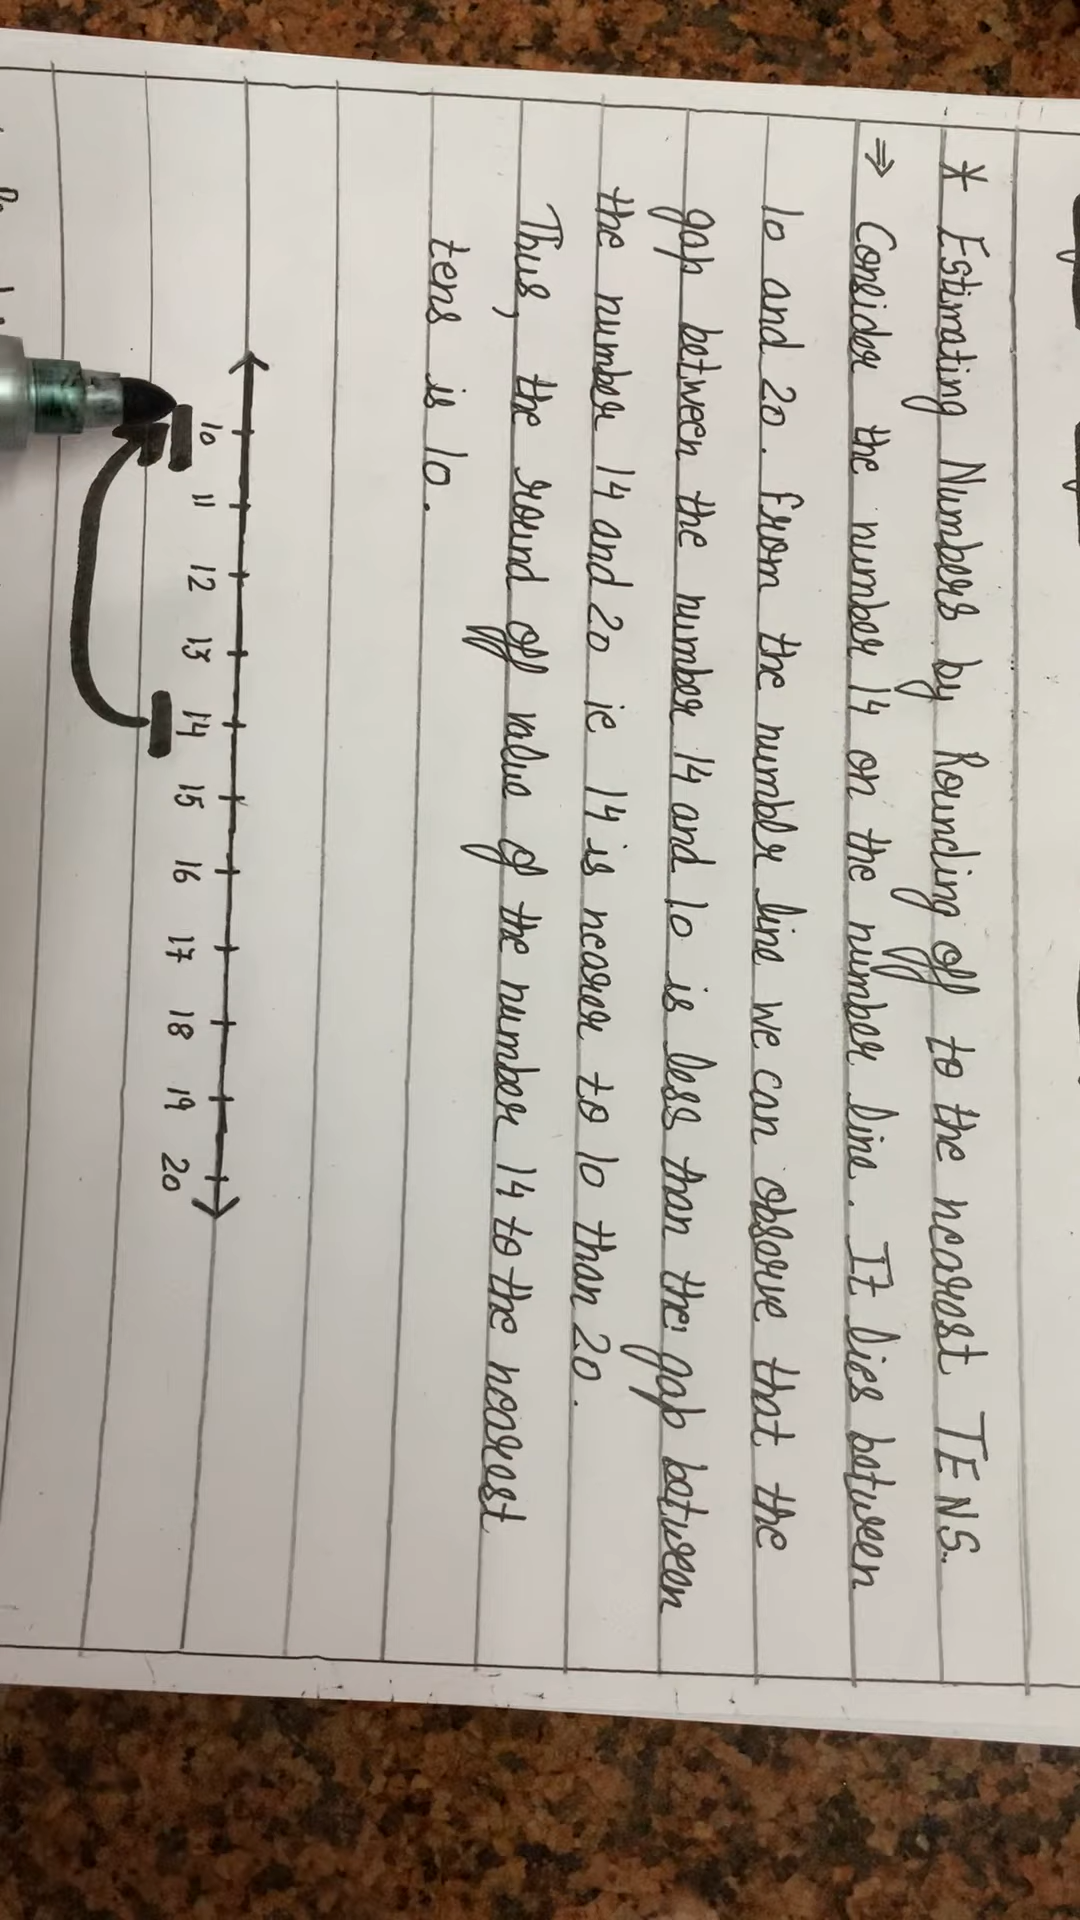 * Estimating Numbers by Rounding off to the nearest TENS.
⇒ Consider the number 14 on the number line. It lies between
10 and 20. From the number line we can observe that the
gap between the number 14 and 10 is less than the gap between
the number 14 and 20 ie 14 is nearer to 10 than 20.
Thus, the round off value of the number 14 to the nearest
tens is 10.
10 11 12 13 14 15 16 17 18 19 20